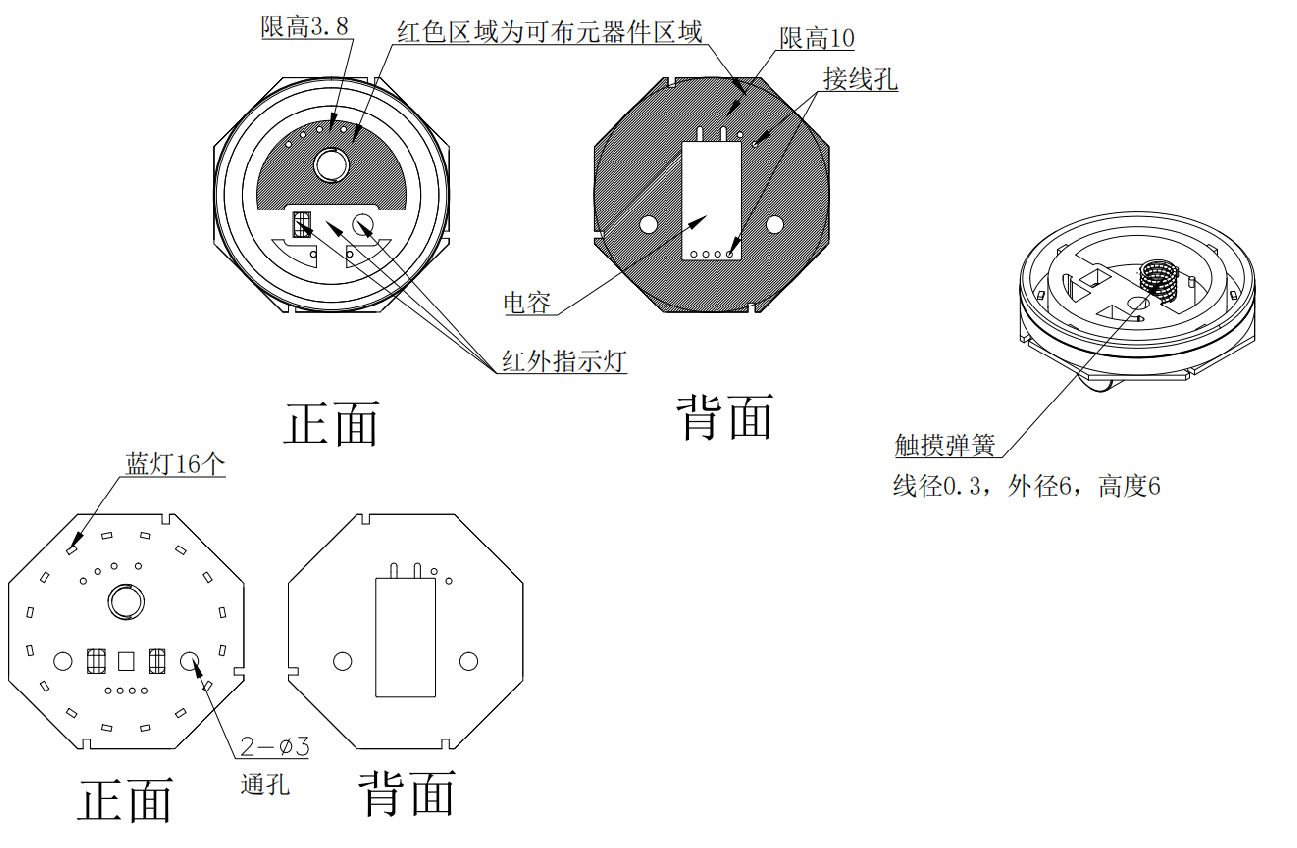 限高3.8
红色区域为可布元器件区域
限高10
接线孔
电容
红外指示灯
正面
背面
触摸弹簧
线径0.3，外径6，高度6
蓝灯16个
2-ø3
通孔
正面
背面